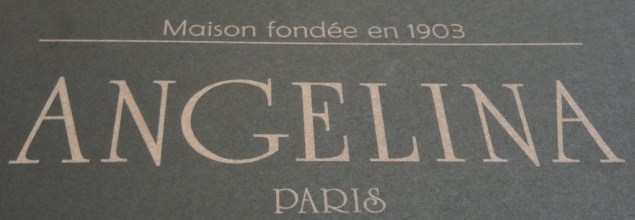 Maison fondée en 1903
ANGELINA
PARIS